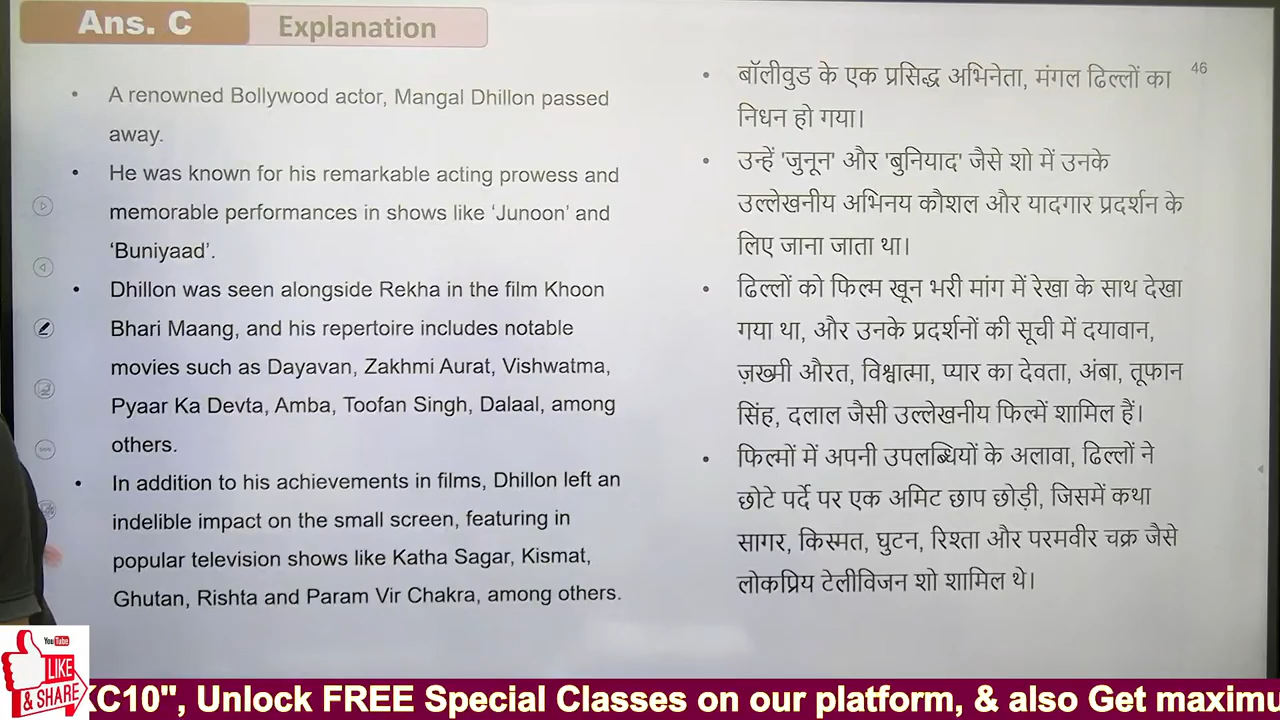 Ans. C
Explanation
A renowned Bollywood actor, Mangal Dhillon passed
away.
He was known for his remarkable acting prowess and
memorable performances in shows like ‘Junoon’ and
‘Buniyaad’.
Dhillon was seen alongside Rekha in the film Khoon
Bhari Maang, and his repertoire includes notable
movies such as Dayavan, Zakhmi Aurat, Vishwatma,
Pyaar Ka Devta, Amba, Toofan Singh, Dalaal, among
others.
In addition to his achievements in films, Dhillon left an
indelible impact on the small screen, featuring in
popular television shows like Katha Sagar, Kismat,
Ghutan, Rishta and Param Vir Chakra, among others.
46
बॉलीवुड के एक प्रसिद्ध अभिनेता, मंगल ढिल्लों का
निधन हो गया।
उन्हें 'जुनून' और 'बुनियाद' जैसे शो में उनके
उल्लेखनीय अभिनय कौशल और यादगार प्रदर्शन के
लिए जाना जाता था।
ढिल्लों को फिल्म खून भरी मांग में रेखा के साथ देखा
गया था, और उनके प्रदर्शनों की सूची में दयावान,
ज़ख्मी औरत, विश्वात्मा, प्यार का देवता, अंबा, तूफान
सिंह, दलाल जैसी उल्लेखनीय फिल्में शामिल हैं।
फिल्मों में अपनी उपलब्धियों के अलावा, ढिल्लों ने
छोटे पर्दे पर एक अमिट छाप छोड़ी, जिसमें कथा
सागर, किस्मत, घुटन, रिश्ता और परमवीर चक्र जैसे
लोकप्रिय टेलीविजन शो शामिल थे।
YouTube
LIKE
& SHARE
KC10", Unlock FREE Special Classes on our platform, & also Get maximu